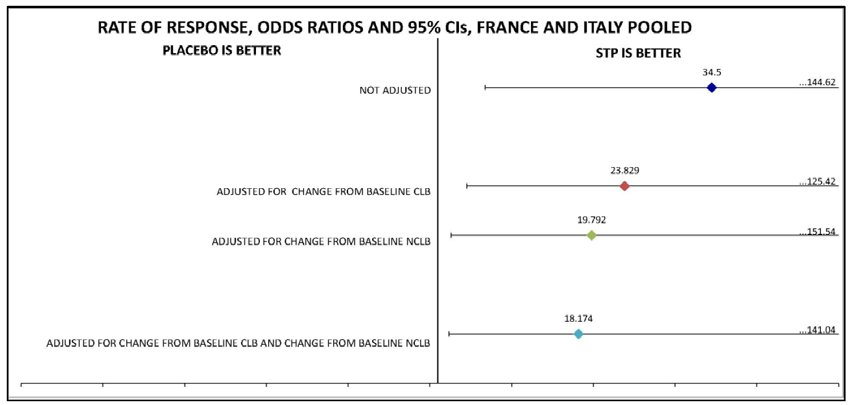 RATE OF RESPONSE, ODDS RATIOS AND 95% CIs, FRANCE AND ITALY POOLED
PLACEBO IS BETTER
STP IS BETTER
34.5
NOT ADJUSTED
...144.62
23.829
ADJUSTED FOR CHANGE FROM BASELINE CLB
...125.42
19.792
ADJUSTED FOR CHANGE FROM BASELINE NCLB
...151.54
18.174
ADJUSTED FOR CHANGE FROM BASELINE CLB AND CHANGE FROM BASELINE NCLB
...141.04